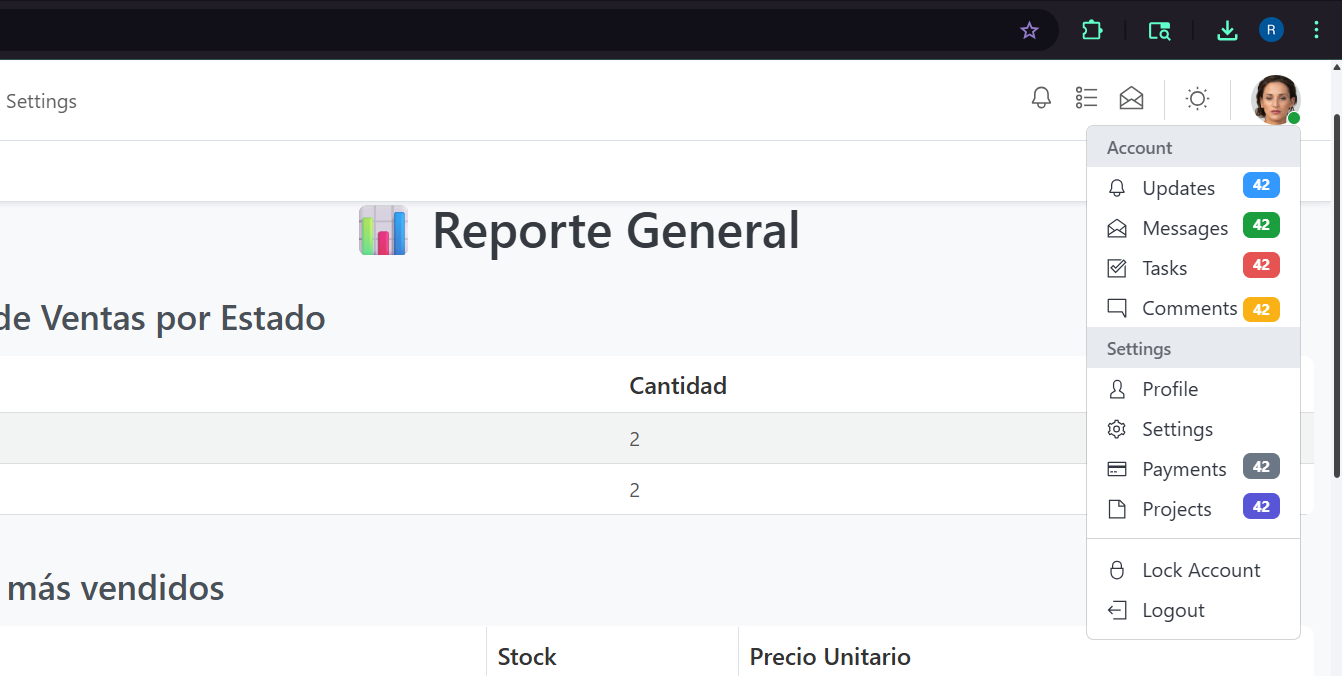 R
Settings
Account
Updates 42
Messages 42
Tasks 42
Comments 42
Settings
Profile
Settings
Payments 42
Projects 42
Lock Account
Logout
Reporte General
de Ventas por Estado
Cantidad
2
2
más vendidos
Stock Precio Unitario